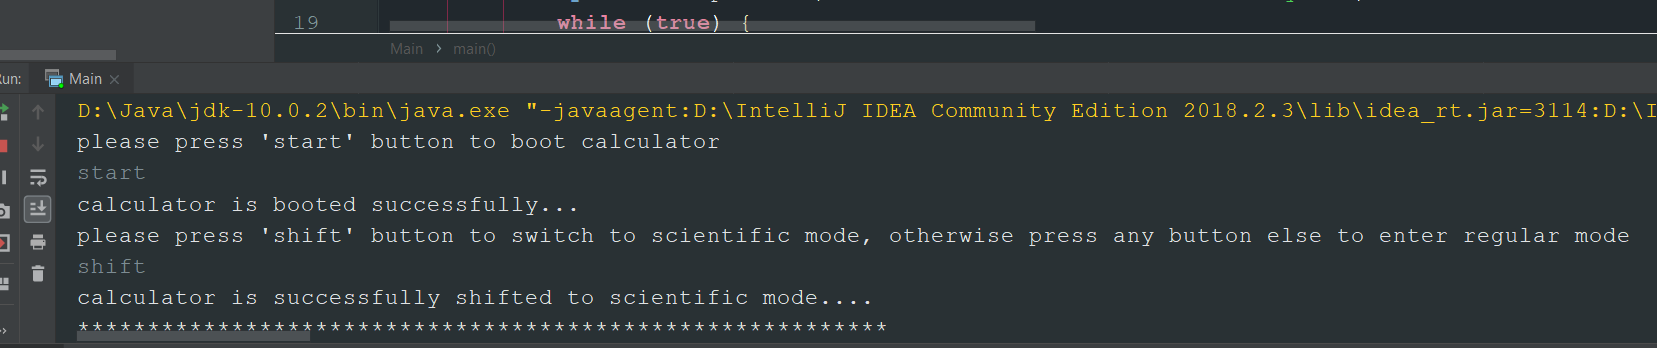 19 while (true) {
Main > main()
Run: Main ×
D:\Java\jdk-10.0.2\bin\java.exe "-javaagent:D:\IntelliJ IDEA Community Edition 2018.2.3\lib\idea_rt.jar=3114:D:\I
please press 'start' button to boot calculator
start
calculator is booted successfully...
please press 'shift' button to switch to scientific mode, otherwise press any button else to enter regular mode
shift
calculator is successfully shifted to scientific mode....
**********************************************************